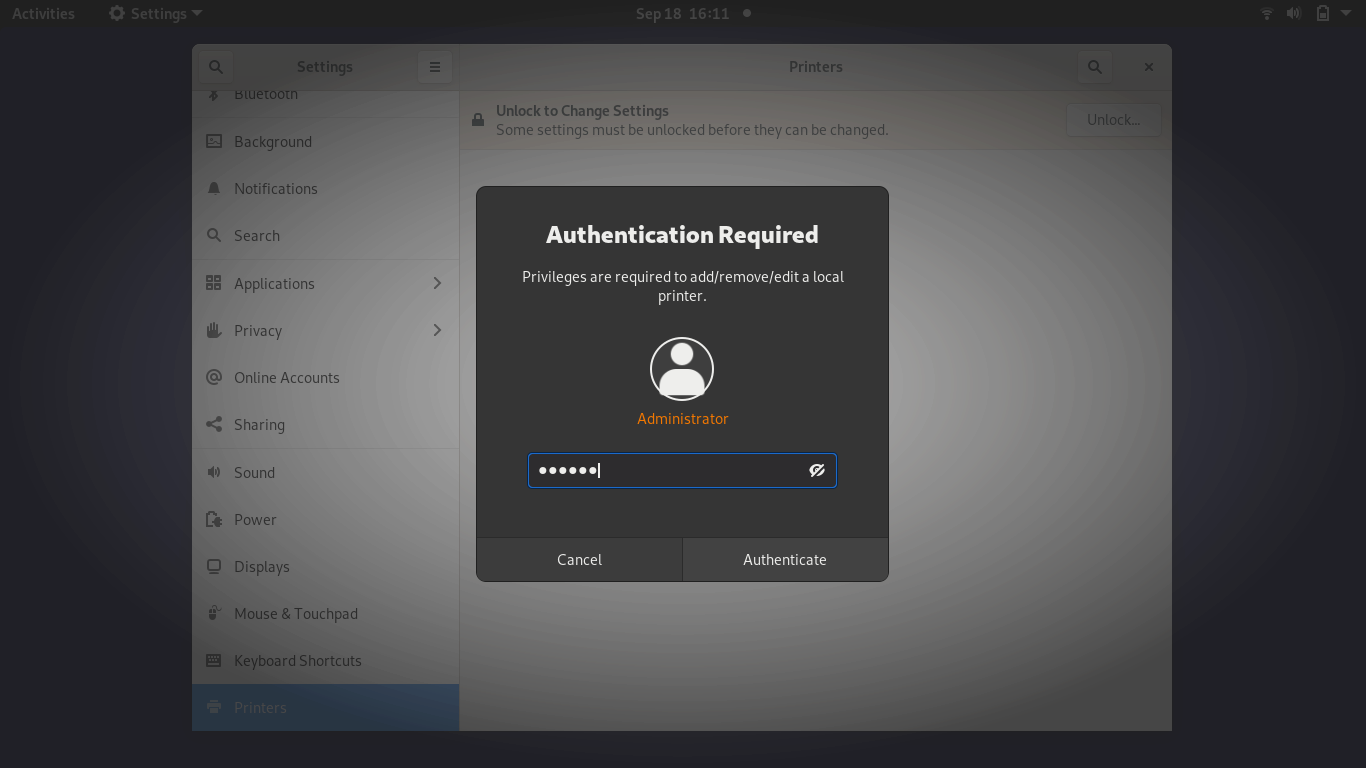 Activities
Settings
Sep 18 16:11
Settings
Printers
Bluetooth
Background
Notifications
Search
Applications
Privacy
Online Accounts
Sharing
Sound
Power
Displays
Mouse & Touchpad
Keyboard Shortcuts
Printers
Unlock to Change Settings
Some settings must be unlocked before they can be changed.
Unlock...
Authentication Required
Privileges are required to add/remove/edit a local
printer.
Administrator
Cancel
Authenticate